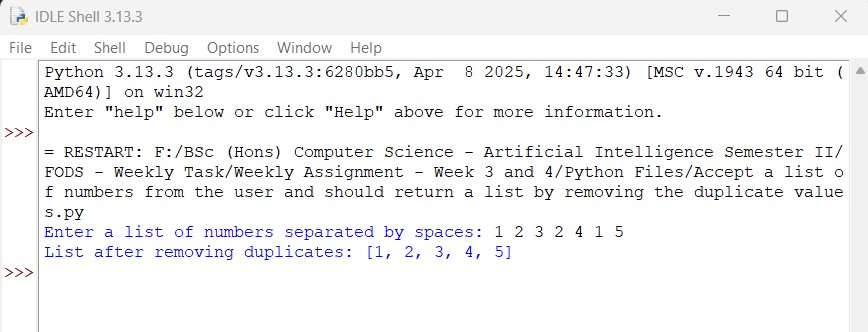 IDLE Shell 3.13.3
File Edit Shell Debug Options Window Help
Python 3.13.3 (tags/v3.13.3:6280bb5, Apr  8 2025, 14:47:33) [MSC v.1943 64 bit (
AMD64)] on win32
Enter "help" below or click "Help" above for more information.
>>>
= RESTART: F:/BSc (Hons) Computer Science - Artificial Intelligence Semester II/
FODS - Weekly Task/Weekly Assignment - Week 3 and 4/Python Files/Accept a list o
f numbers from the user and should return a list by removing the duplicate value
s.py
Enter a list of numbers separated by spaces: 1 2 3 2 4 1 5
List after removing duplicates: [1, 2, 3, 4, 5]
>>>